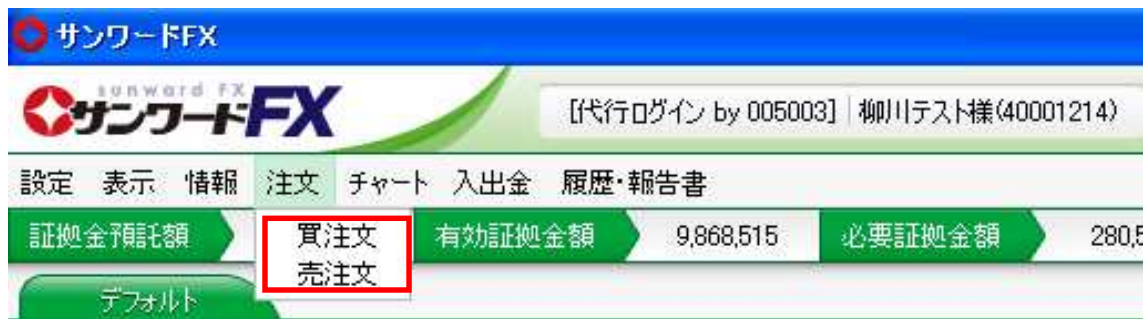 サンワードFX
sunward FX
サンワードFX
[代行ログイン by 005003] 柳川テスト様(40001214)
設定 表示 情報 注文 チャート 入出金 履歴・報告書
証拠金預託額 買注文 有効証拠金額 9,868,515 必要証拠金額 280,5
売注文
デフォルト